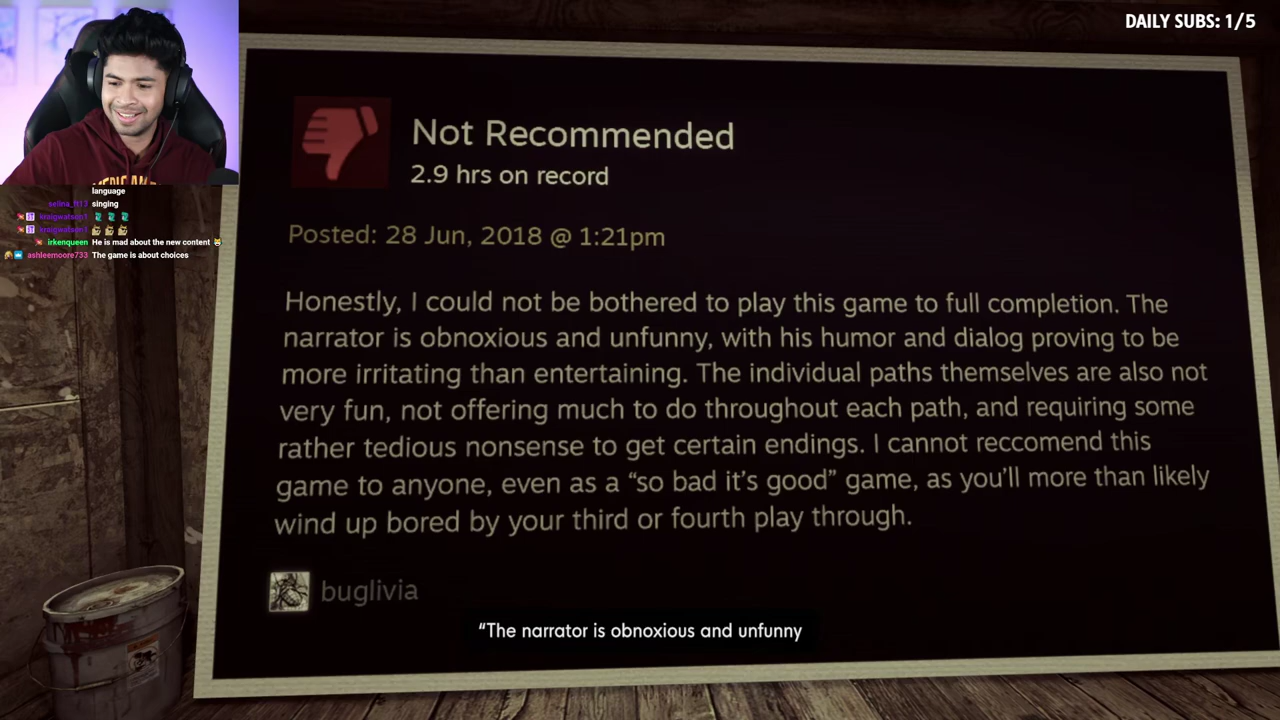 DAILY SUBS: 1/5
language
selina_ff13 singing
kraigwatson1
kraigwatson1
irkenqueen He is mad about the new content
ashleemoore733 The game is about choices
Not Recommended
2.9 hrs on record
Posted: 28 Jun, 2018 @ 1:21pm
Honestly, I could not be bothered to play this game to full completion. The
narrator is obnoxious and unfunny, with his humor and dialog proving to be
more irritating than entertaining. The individual paths themselves are also not
very fun, not offering much to do throughout each path, and requiring some
rather tedious nonsense to get certain endings. I cannot reccomend this
game to anyone, even as a “so bad it’s good” game, as you’ll more than likely
wind up bored by your third or fourth play through.
buglivia
“The narrator is obnoxious and unfunny